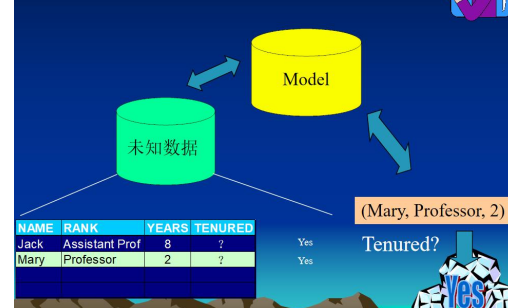 Model
未知数据
(Mary, Professor, 2)
NAME RANK YEARS TENURED
Jack Assistant Prof 8 ? Yes
Tenured?
Mary Professor 2 ? Yes
Yes